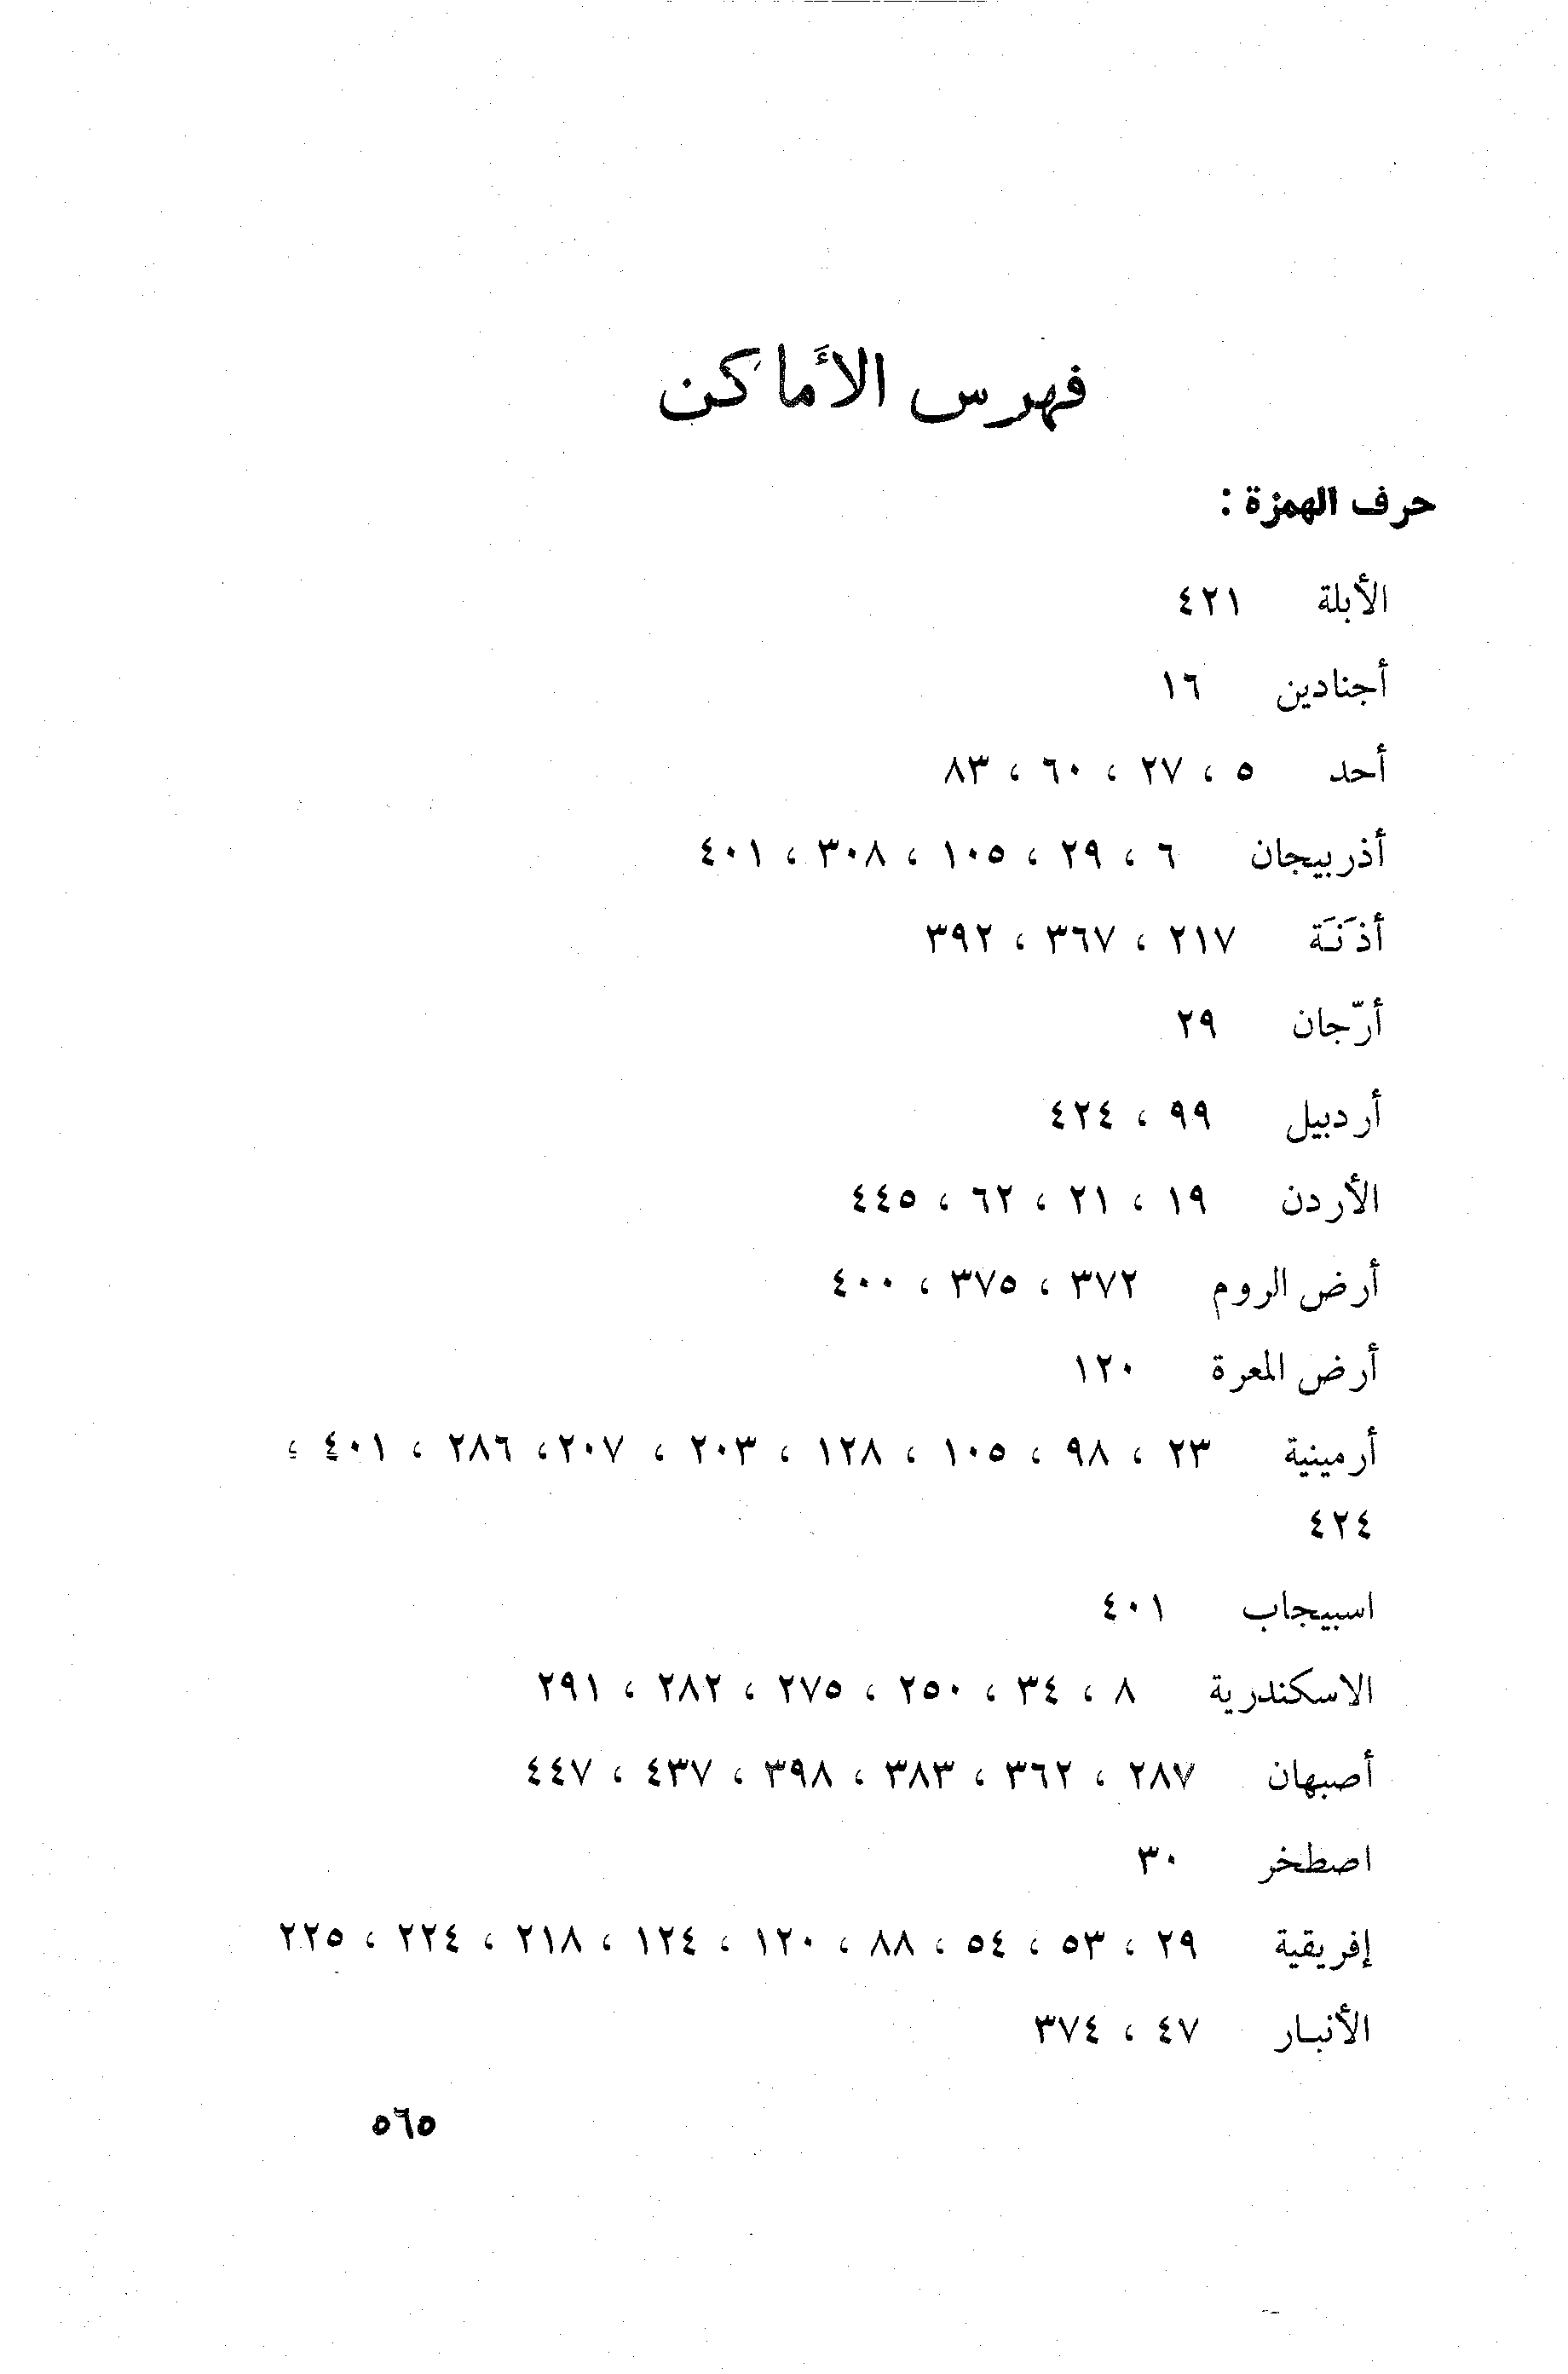 فهرس الأماكن
حرف الهمزة :
الأبلة ٤٢١
أجنادين ١٦
أحد ٥ ، ٢٧ ، ٦٠ ، ٨٣
أذربيجان ٦ ، ٢٩ ، ١٠٥ ، ٣٠٨ ، ٤٠١
أذَنَة ٢١٧ ، ٣٦٧ ، ٣٩٢
أرّجان ٢٩
أردبيل ٩٩ ، ٤٢٤
الأردن ١٩ ، ٢١ ، ٦٢ ، ٤٤٥
أرض الروم ٣٧٢ ، ٣٧٥ ، ٤٠٠
أرض المعرة ١٢٠
أرمينية ٢٣ ، ٩٨ ، ١٠٥ ، ١٢٨ ، ٢٠٣ ، ٢٠٧، ٢٨٦ ، ٤٠١ ،
٤٢٤
اسبيجاب ٤٠١
الاسكندرية ٨ ، ٣٤ ، ٢٥٠ ، ٢٧٥ ، ٢٨٢ ، ٢٩١
أصبهان ٢٨٧ ، ٣٦٢ ، ٣٨٣ ، ٣٩٨ ، ٤٣٧ ، ٤٤٧
اصطخر ٣٠
إفريقية ٢٩ ، ٥٣ ، ٥٤ ، ٨٨ ، ١٢٠ ، ١٢٤ ، ٢١٨ ، ٢٢٤ ، ٢٢٥
الأنبـار ٤٧ ، ٣٧٤
٥٦٥